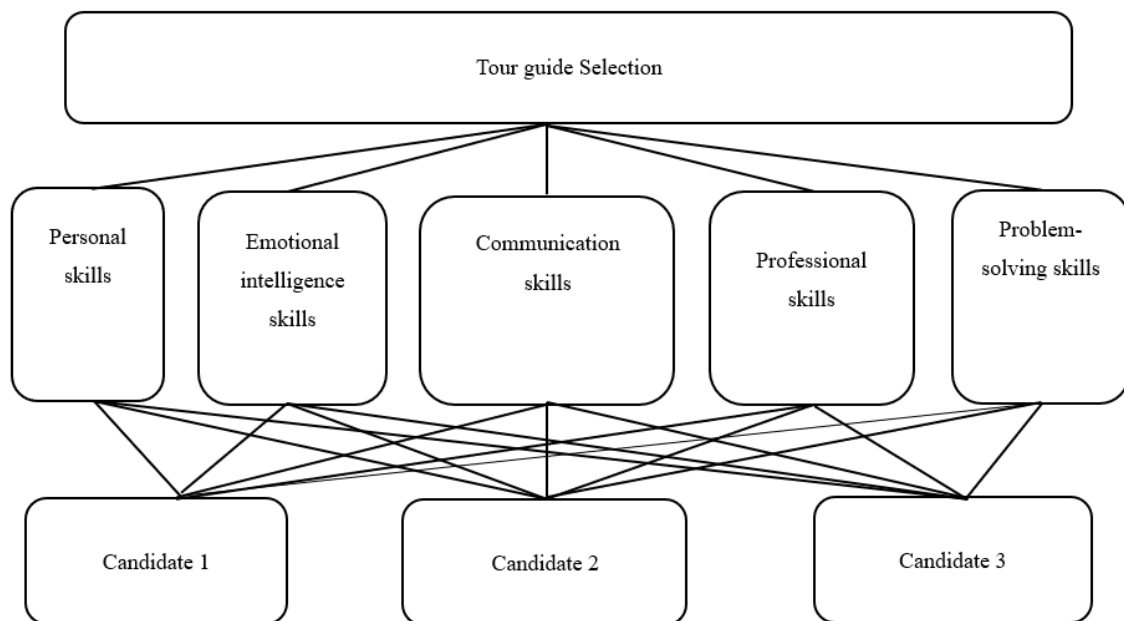 Tour guide Selection
Personal
skills
Emotional
intelligence
skills
Communication
skills
Professional
skills
Problem-
solving skills
Candidate 1
Candidate 2
Candidate 3